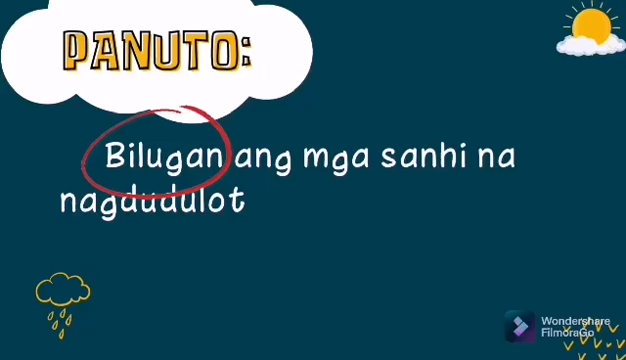 PANUTO:
Bilugan ang mga sanhi na
nagdudulot
Wondershare
FilmoraGo